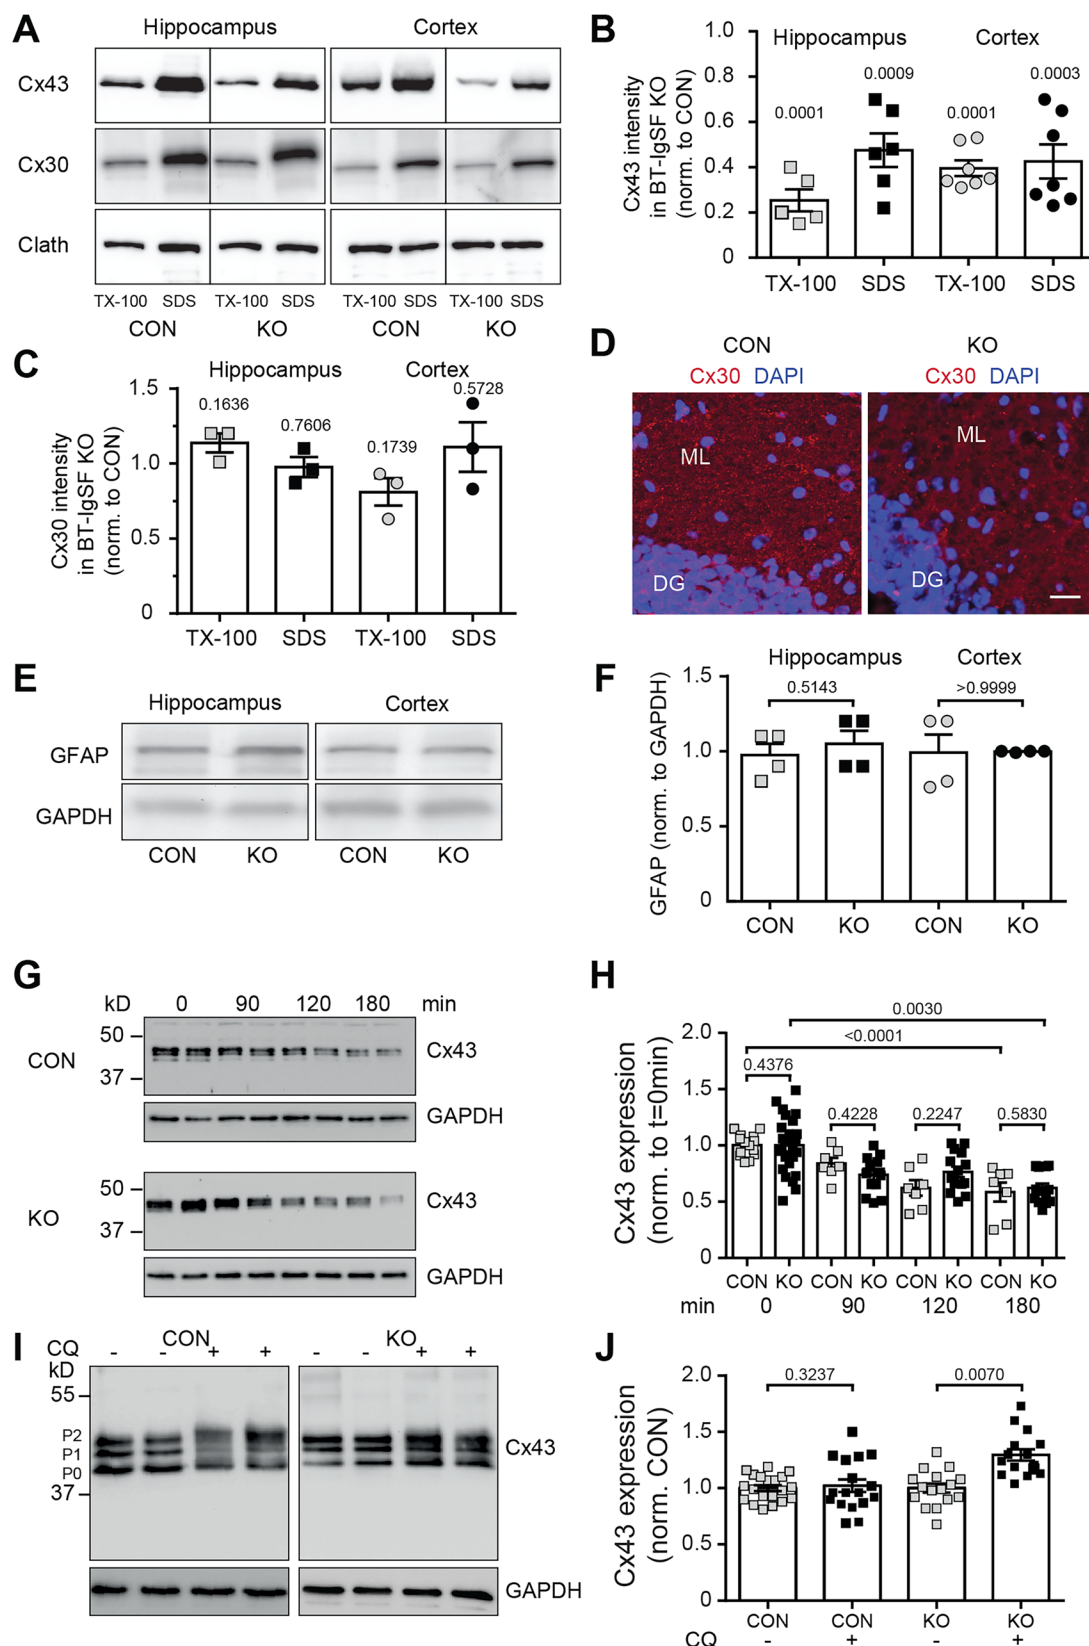 A
Hippocampus
Cortex
Cx43
Cx30
Clath
TX-100 SDS TX-100 SDS TX-100 SDS TX-100 SDS
CON KO CON KO
B
Hippocampus Cortex
Cx43 intensity
in BT-IgSF KO
(norm. to CON)
1.0
0.8
0.6
0.4
0.2
0
0.0001 0.0009 0.0001 0.0003
TX-100 SDS TX-100 SDS
C
Hippocampus Cortex
Cx30 intensity
in BT-IgSF KO
(norm. to CON)
1.5
1.0
0.5
0
0.1636 0.7606 0.1739 0.5728
TX-100 SDS TX-100 SDS
D
CON KO
Cx30 DAPI Cx30 DAPI
ML ML
DG DG
E
Hippocampus Cortex
GFAP
GAPDH
CON KO CON KO
F
Hippocampus Cortex
GFAP (norm. to GAPDH)
1.5
1.0
0.5
0
0.5143 >0.9999
CON KO CON KO
G
kD 0 90 120 180 min
CON
50
37
Cx43
GAPDH
KO
50
37
Cx43
GAPDH
H
Cx43 expression
(norm. to t=0min)
2.0
1.5
1.0
0.5
0
0.0030
<0.0001
0.4376
0.4228 0.2247 0.5830
CON KO CON KO CON KO CON KO
min 0 90 120 180
I
CON KO
CQ - - + + - - + +
kD
55
P2
P1
P0
37
Cx43
GAPDH
J
Cx43 expression
(norm. CON)
2.0
1.5
1.0
0.5
0
0.3237 0.0070
CON CON KO KO
CQ - + - +